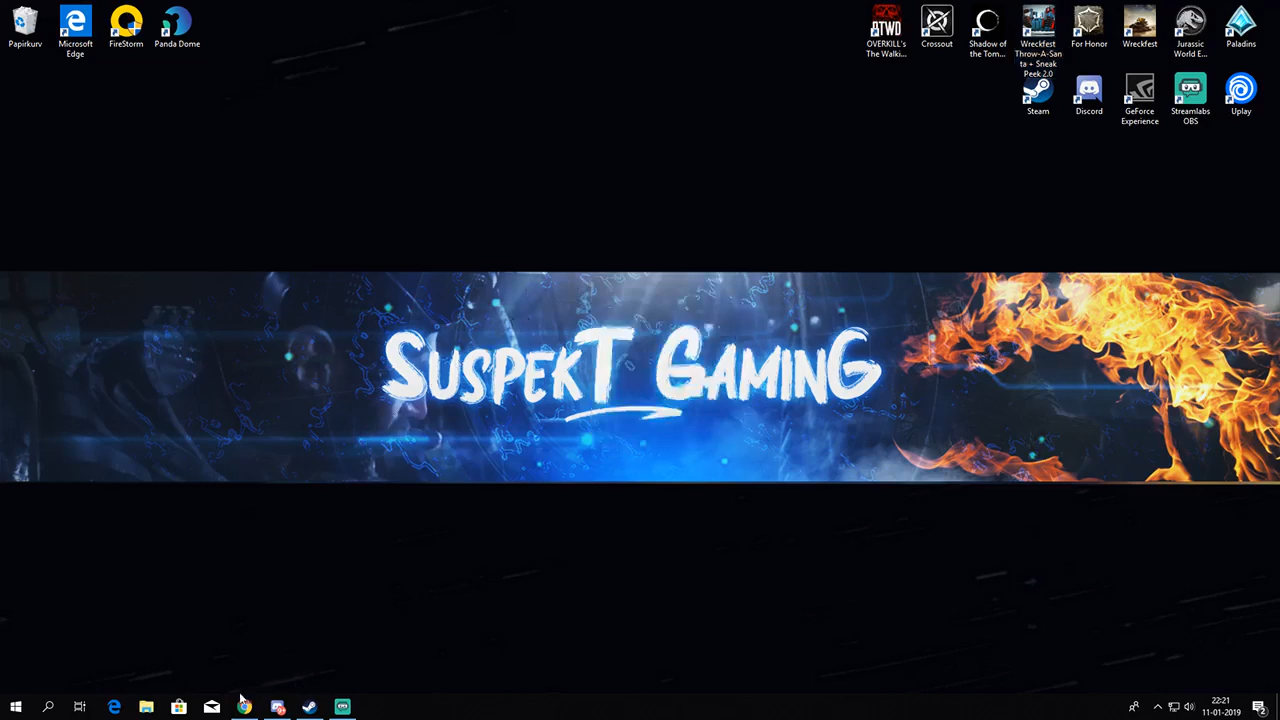 Papirkurv
Microsoft
Edge
FireStorm
Panda Dome
OVERKILL's
The Walki...
Crossout
Shadow of
the Tom...
Wreckfest
Throw-A-San
ta + Sneak
Peek 2.0
For Honor
Wreckfest
Jurassic
World E...
Paladins
Steam
Discord
GeForce
Experience
Streamlabs
OBS
Uplay
SUSPEKT GAMING
22:21
11-01-2019